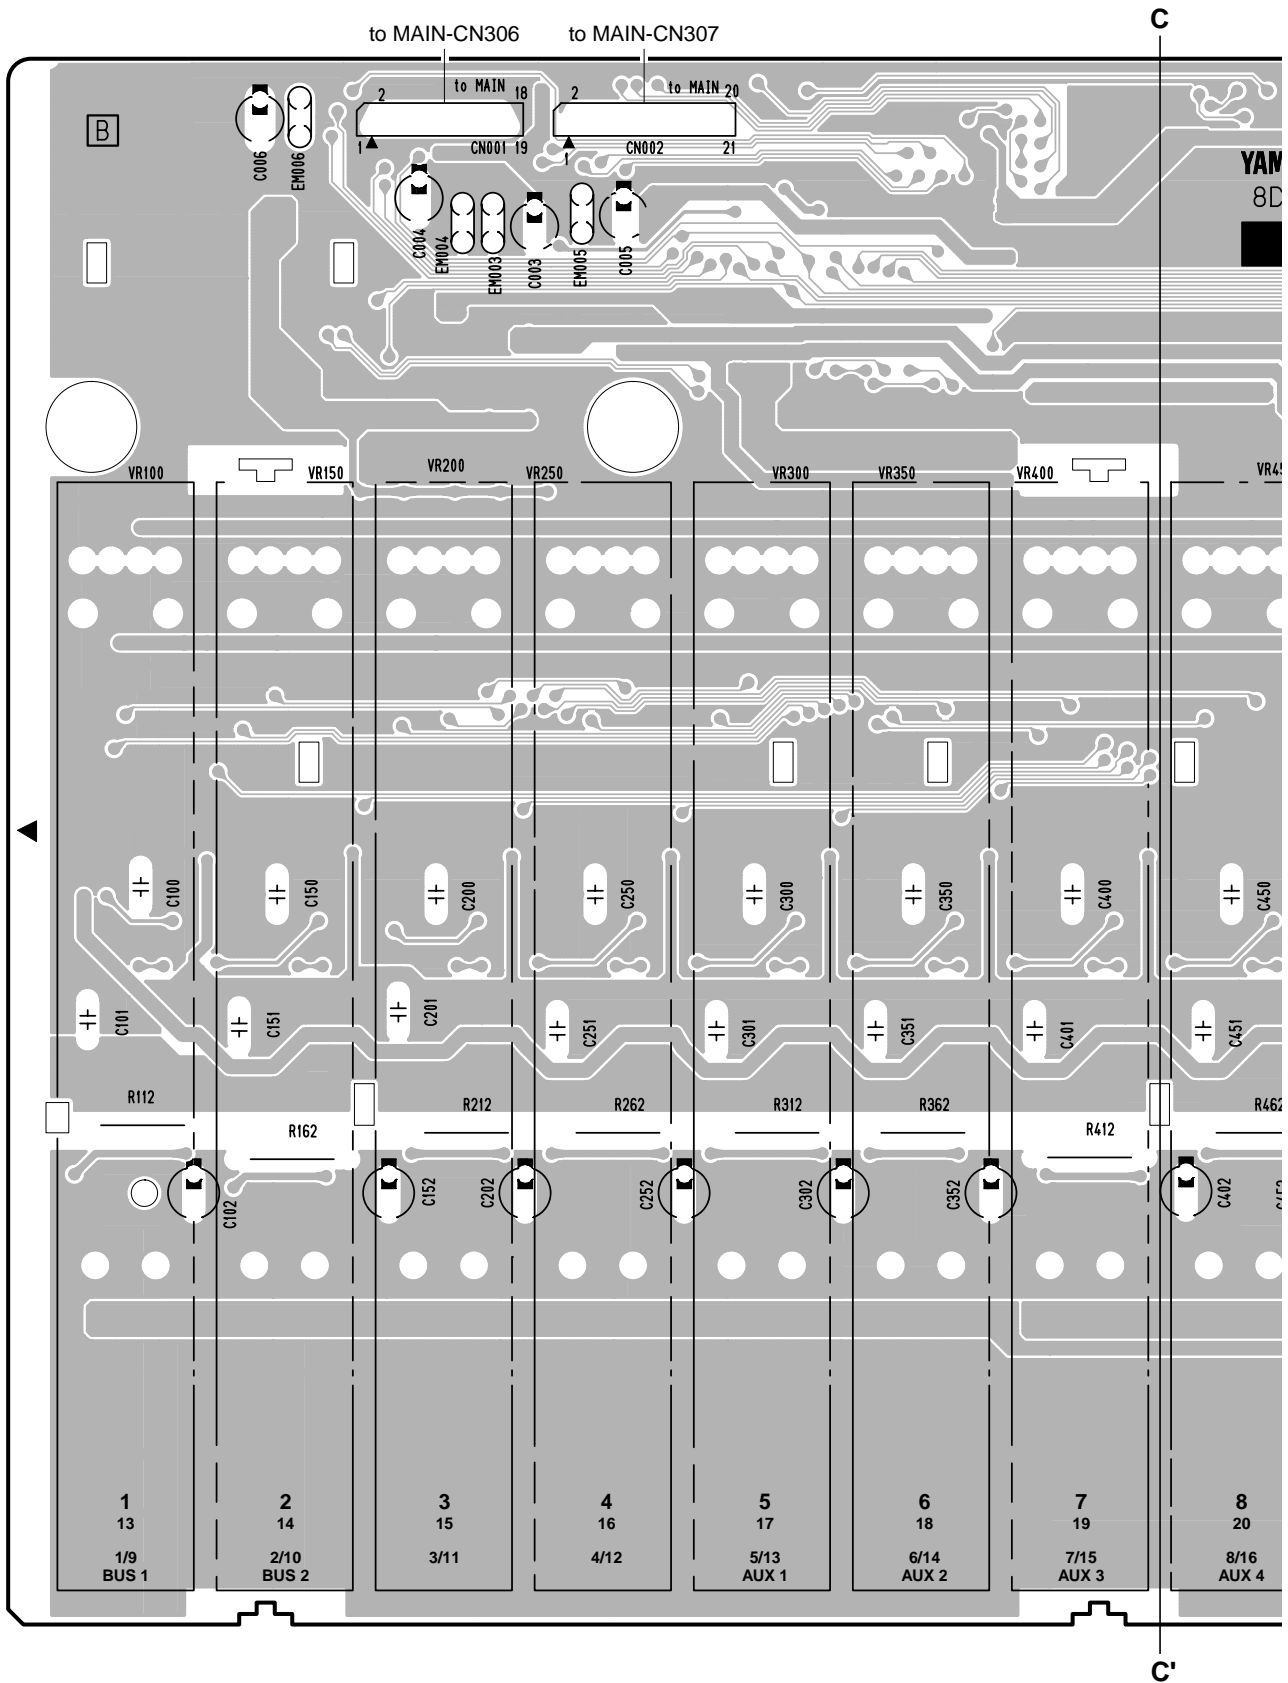 C
to MAIN-CN306 to MAIN-CN307
2 to MAIN 18 2 to MAIN 20
B
1 CN001 19 1 CN002 21
C006 EM006
C004 EM004 EM003 C003 EM005 C005
8D
VR100 VR150 VR200 VR250 VR300 VR350 VR400
C100 C150 C200 C250 C300 C350 C400 C450
C101 C151 C201 C251 C301 C351 C401 C451
R112 R162 R212 R262 R312 R362 R412 R462
C102 C152 C202 C252 C302 C352 C402
1 2 3 4 5 6 7 8
13 14 15 16 17 18 19 20
1/9 2/10 3/11 4/12 5/13 6/14 7/15 8/16
BUS 1 BUS 2 AUX 1 AUX 2 AUX 3 AUX 4
C'